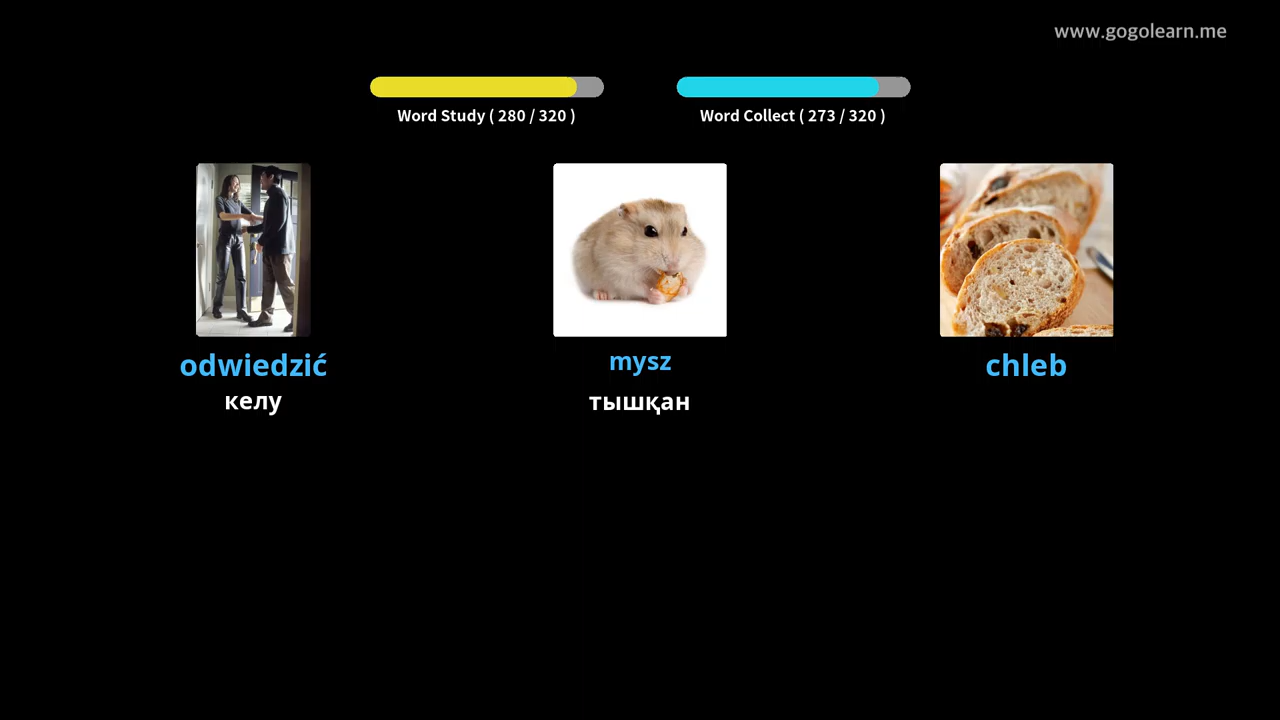 www.gogolearn.me
Word Study ( 280 / 320 )
Word Collect ( 273 / 320 )
odwiedzić
келу
mysz
тышқан
chleb